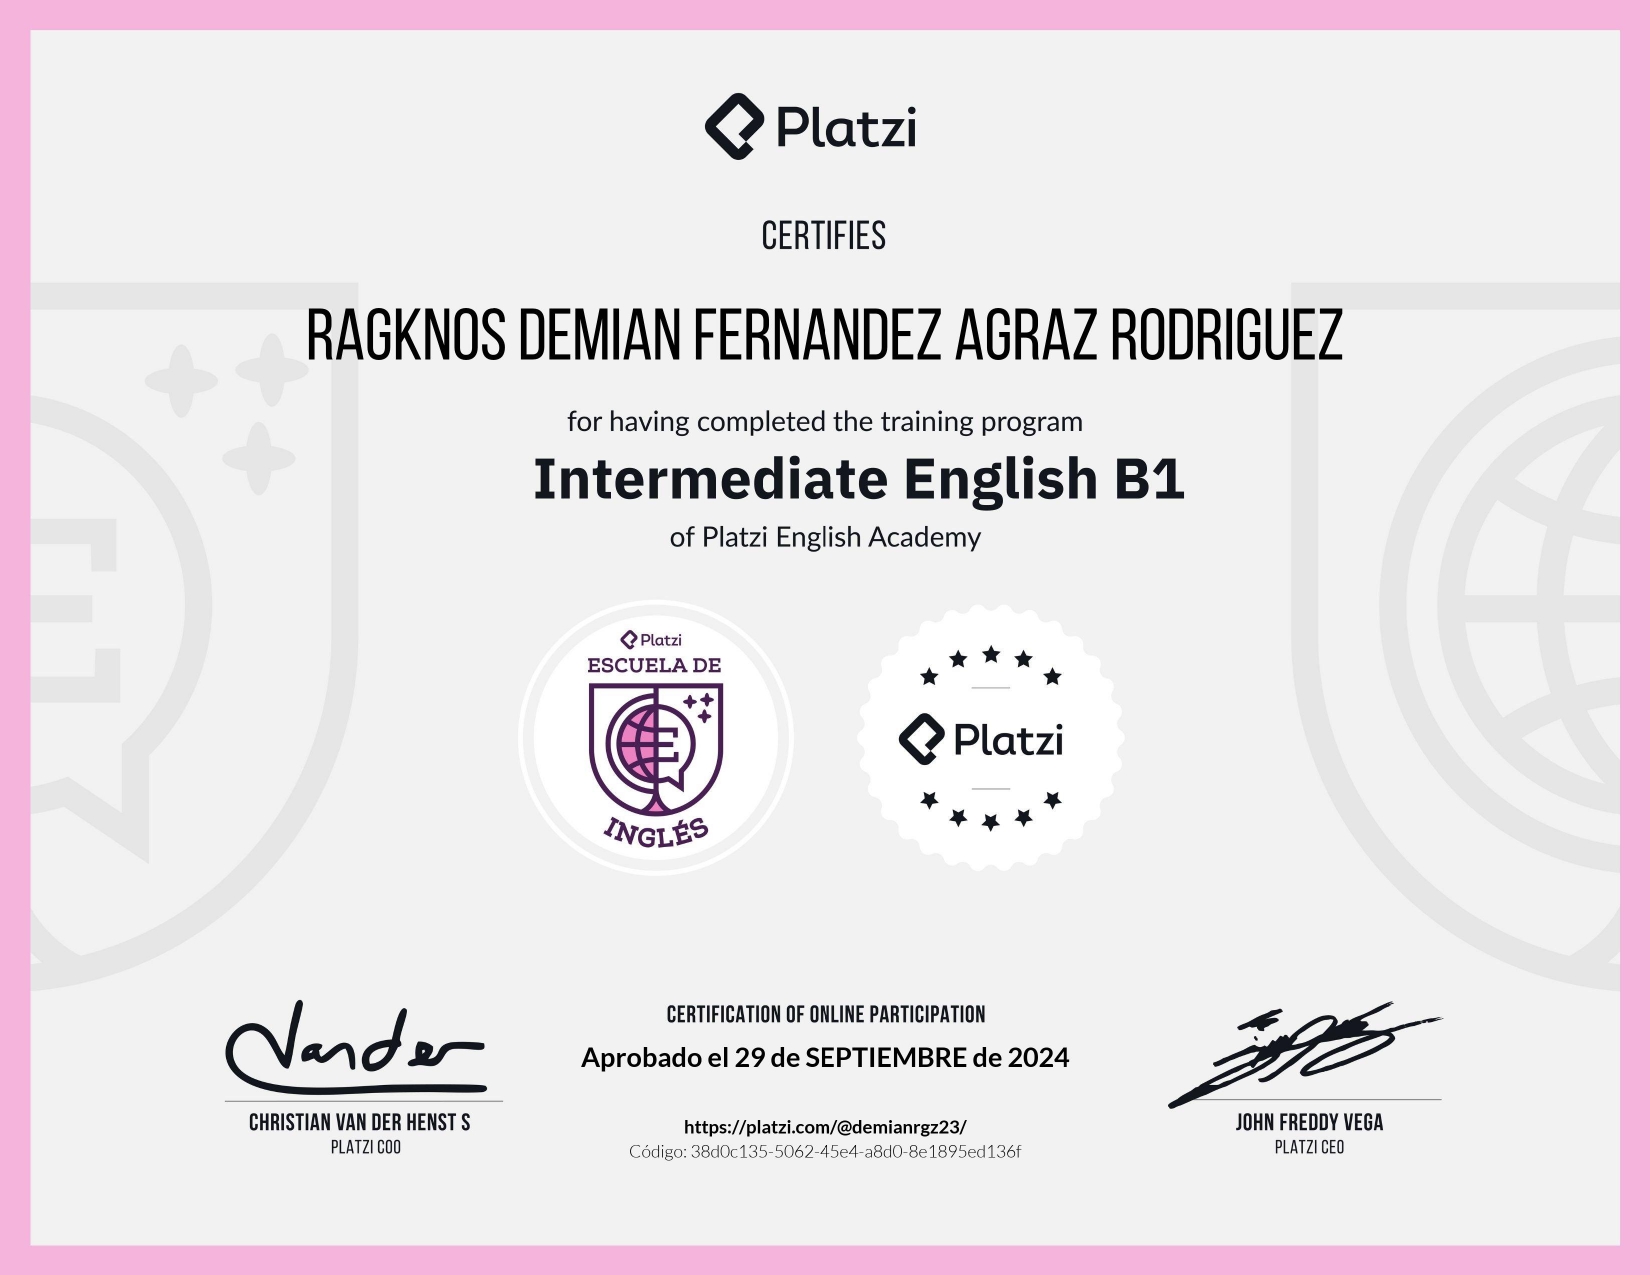 Platzi
CERTIFIES
RAGKNOS DEMIAN FERNANDEZ AGRAZ RODRIGUEZ
for having completed the training program
Intermediate English B1
of Platzi English Academy
Platzi
ESCUELA DE
E
INGLÉS
Platzi
Vander
CHRISTIAN VAN DER HENST S
PLATZI COO
CERTIFICATION OF ONLINE PARTICIPATION
Aprobado el 29 de SEPTIEMBRE de 2024
https://platzi.com/@demianrgz23/
Código: 38d0c135-5062-45e4-a8d0-8e1895ed136f
JOHN FREDDY VEGA
PLATZI CEO